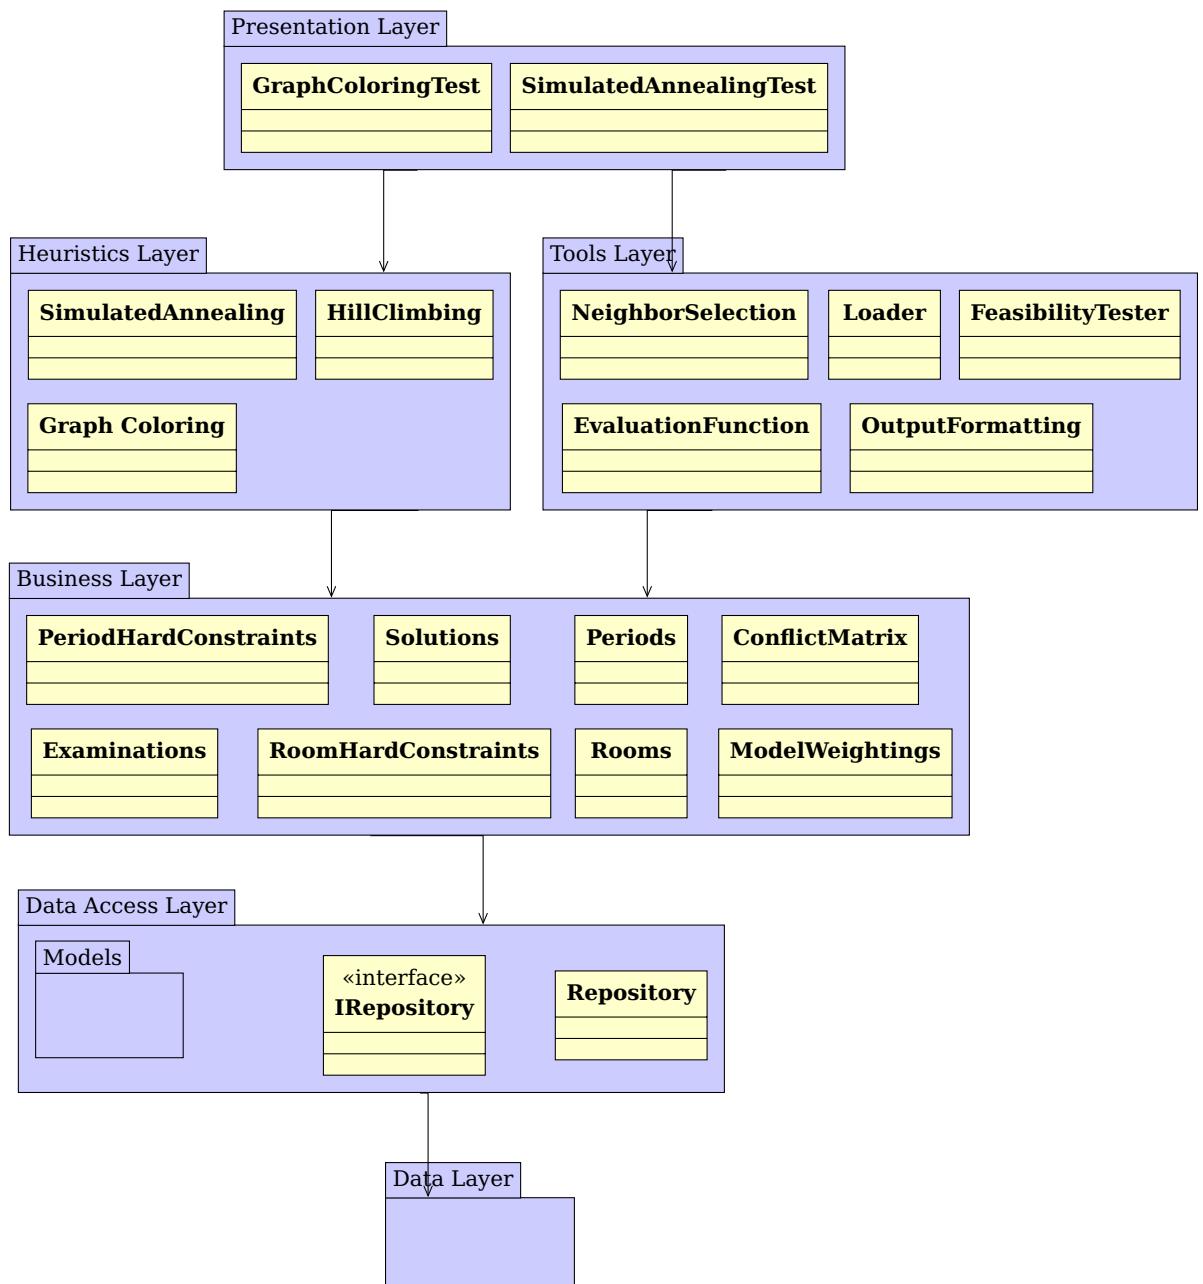 Presentation Layer
GraphColoringTest
SimulatedAnnealingTest
Heuristics Layer
SimulatedAnnealing
HillClimbing
Graph Coloring
Tools Layer
NeighborSelection
Loader
FeasibilityTester
EvaluationFunction
OutputFormatting
Business Layer
PeriodHardConstraints
Solutions
Periods
ConflictMatrix
Examinations
RoomHardConstraints
Rooms
ModelWeightings
Data Access Layer
Models
«interface»
IRepository
Repository
Data Layer